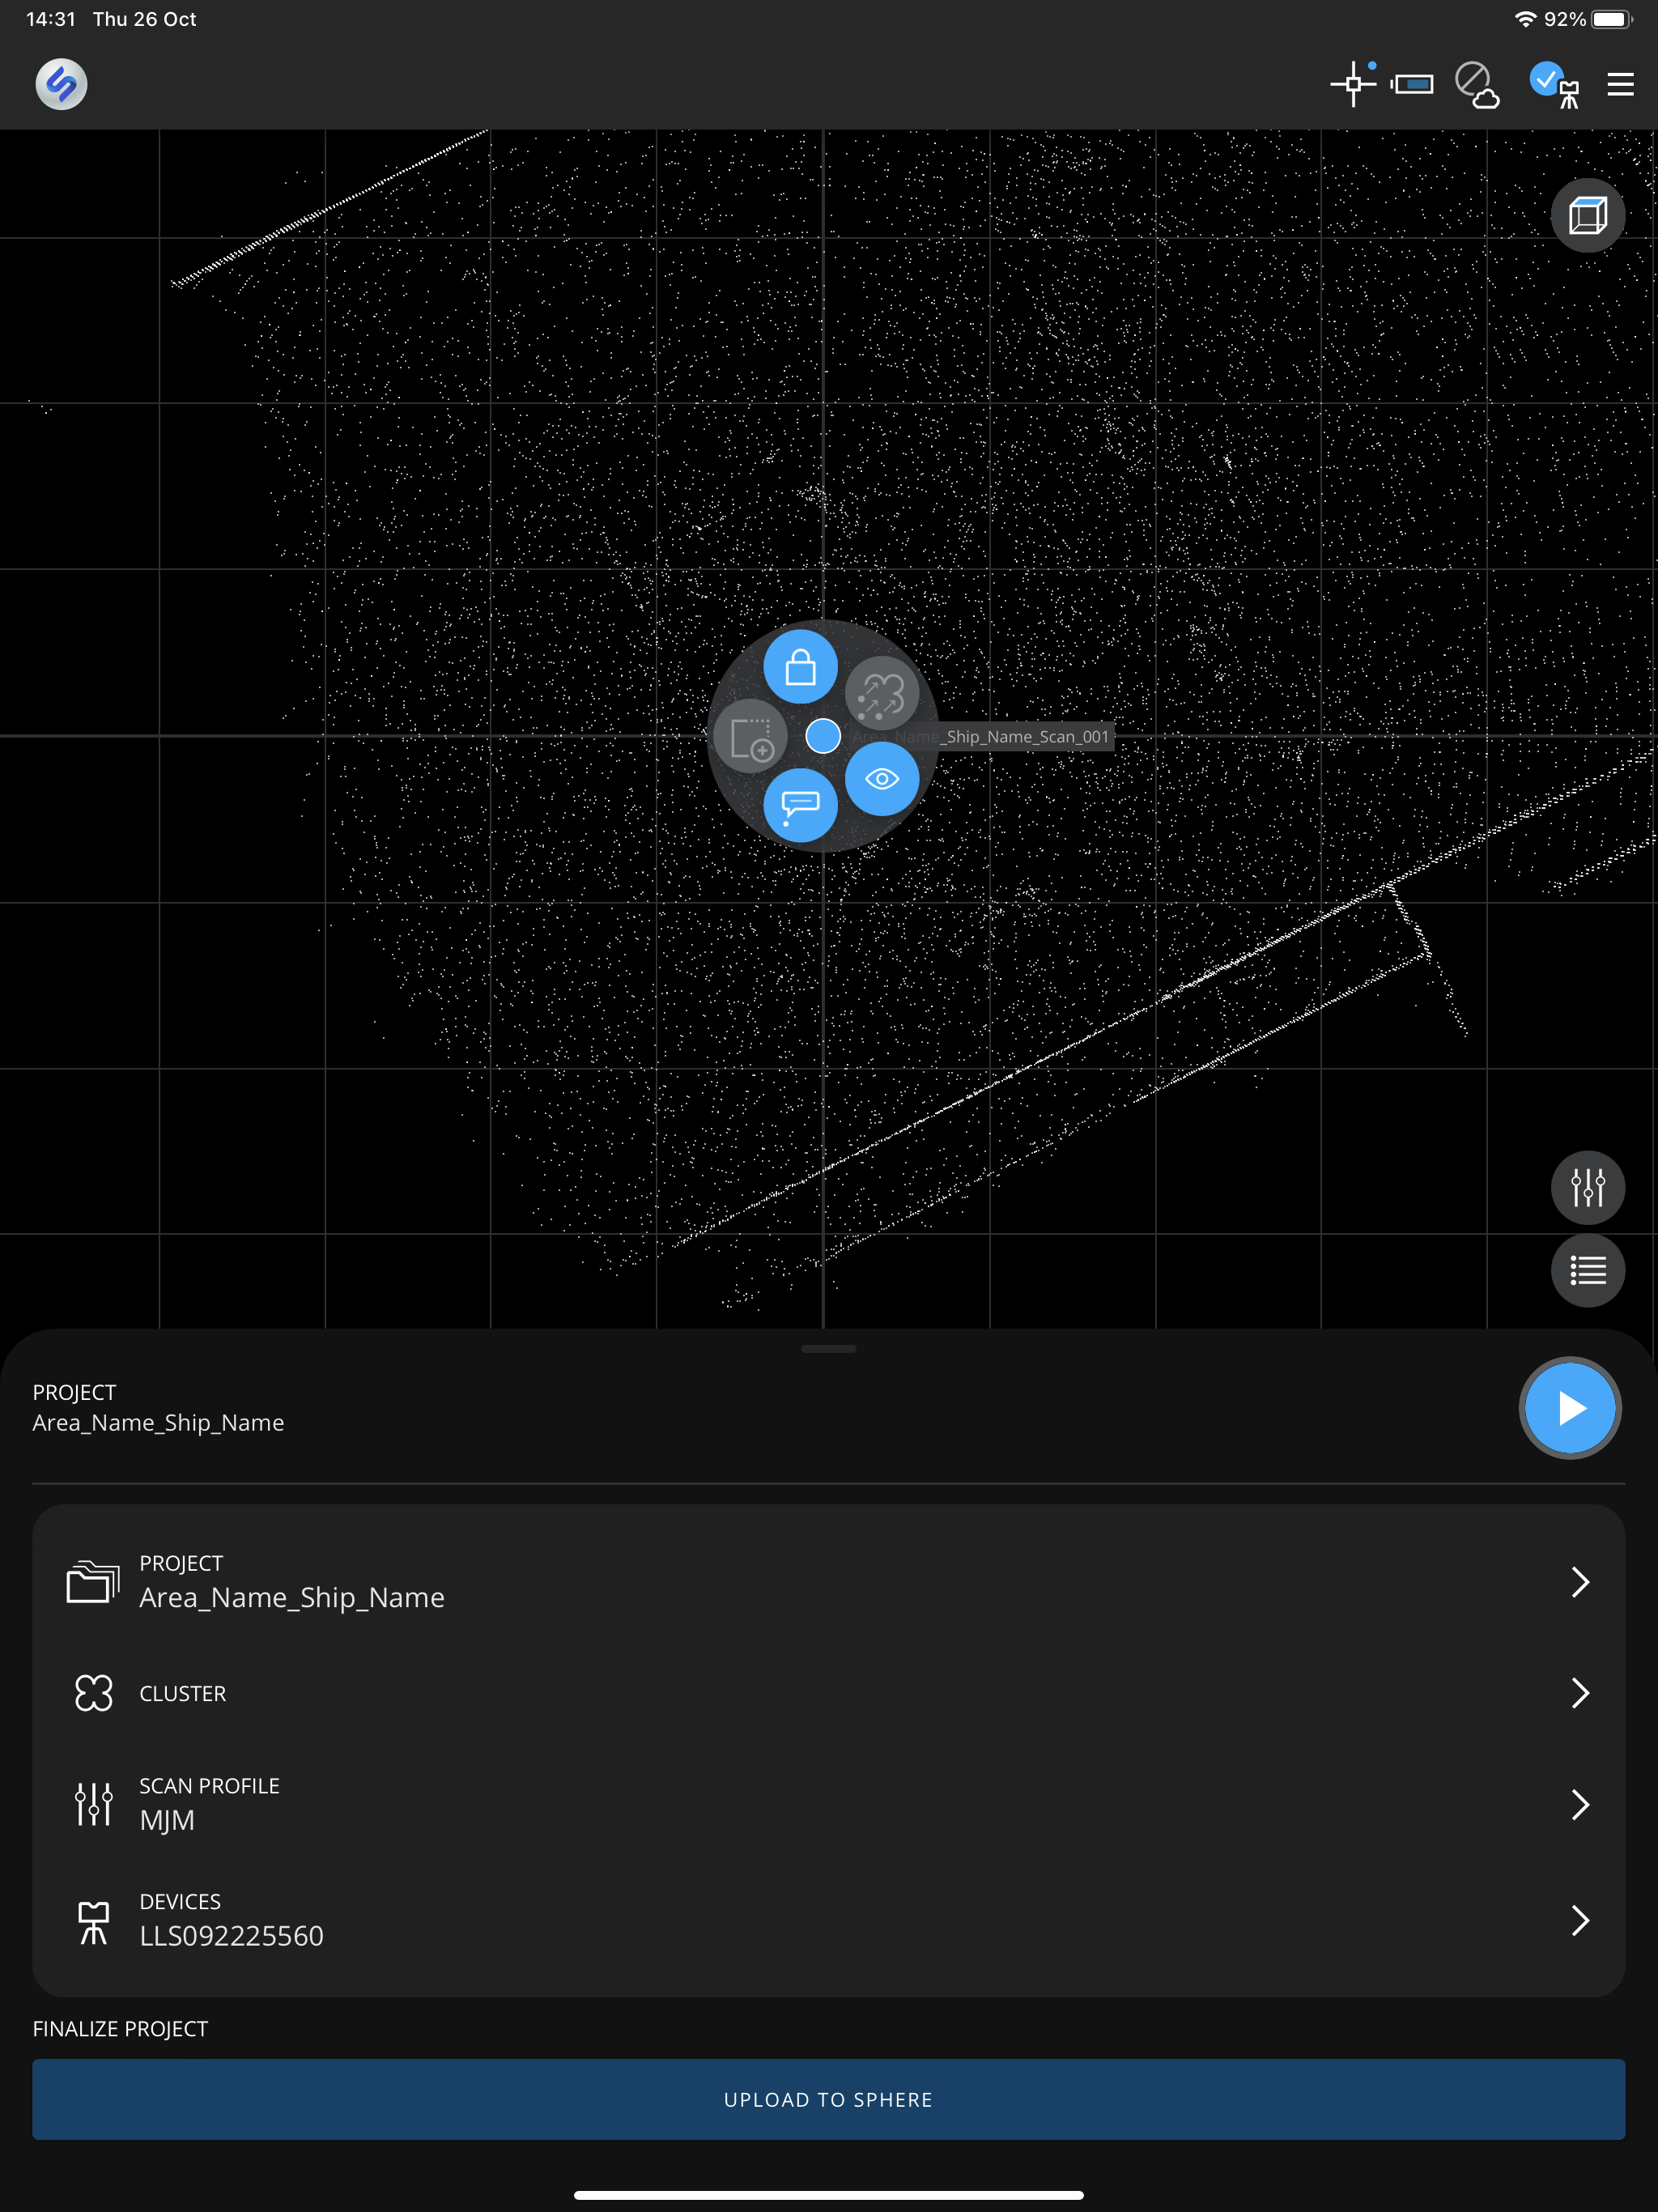 14:31 Thu 26 Oct
92%
Area_Name_Ship_Name_Scan_001
PROJECT
Area_Name_Ship_Name
PROJECT
Area_Name_Ship_Name
CLUSTER
SCAN PROFILE
MJM
DEVICES
LLS092225560
FINALIZE PROJECT
UPLOAD TO SPHERE